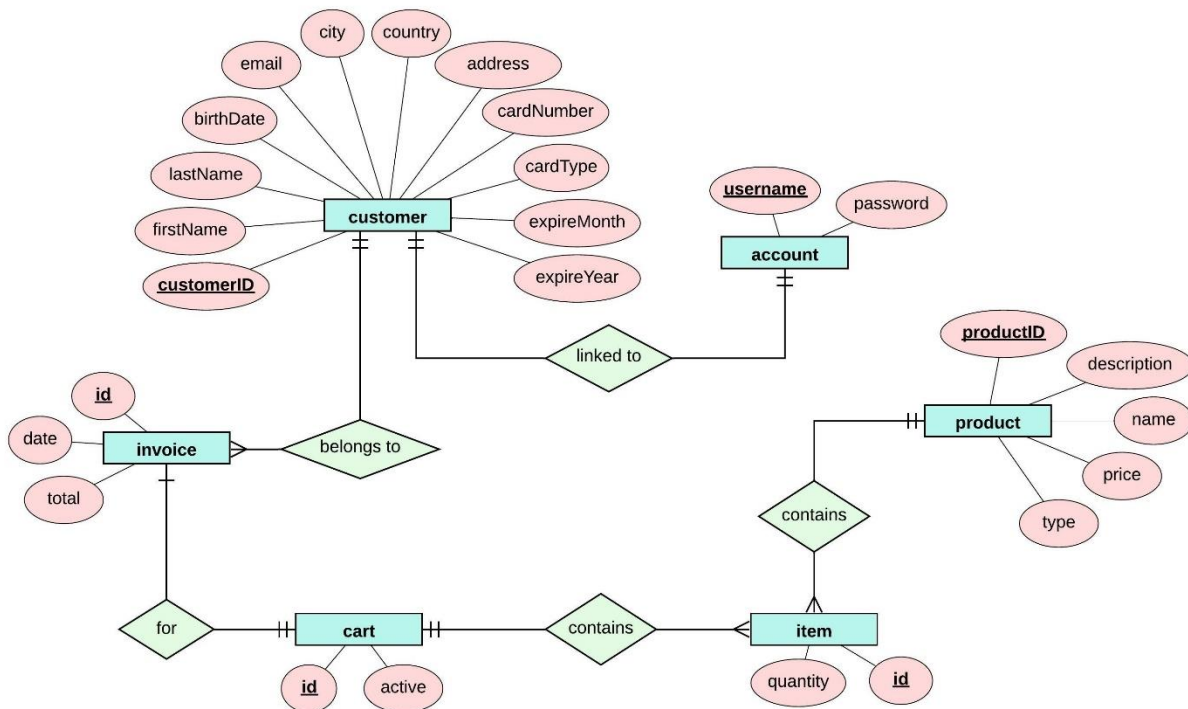 city
country
email
address
birthDate
cardNumber
lastName
cardType
username
password
customer
firstName
expireMonth
account
customerID
expireYear
productID
linked to
description
id
date
invoice
belongs to
product
name
total
price
contains
type
for
cart
contains
item
id
active
quantity
id